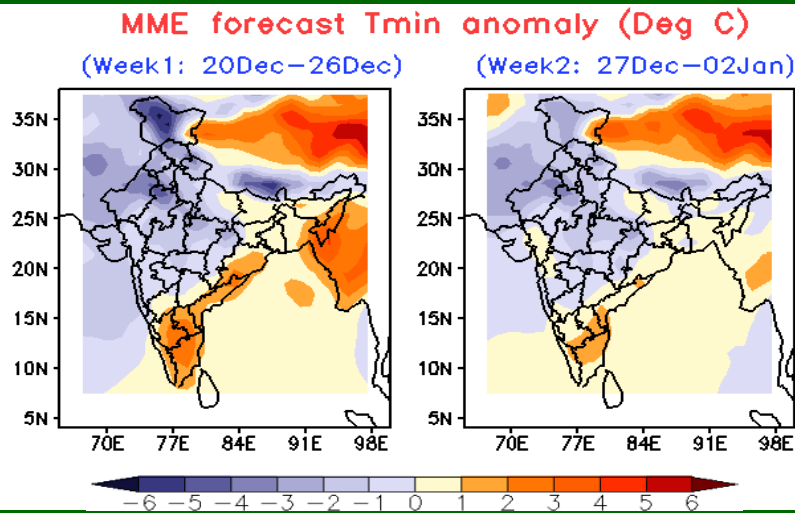 MME forecast Tmin anomaly (Deg C)
(Week1: 20Dec-26Dec) (Week2: 27Dec-02Jan)
35N 35N
30N 30N
25N 25N
20N 20N
15N 15N
10N 10N
5N 5N
70E 77E 84E 91E 98E 70E 77E 84E 91E 98E
-6 -5 -4 -3 -2 -1 0 1 2 3 4 5 6